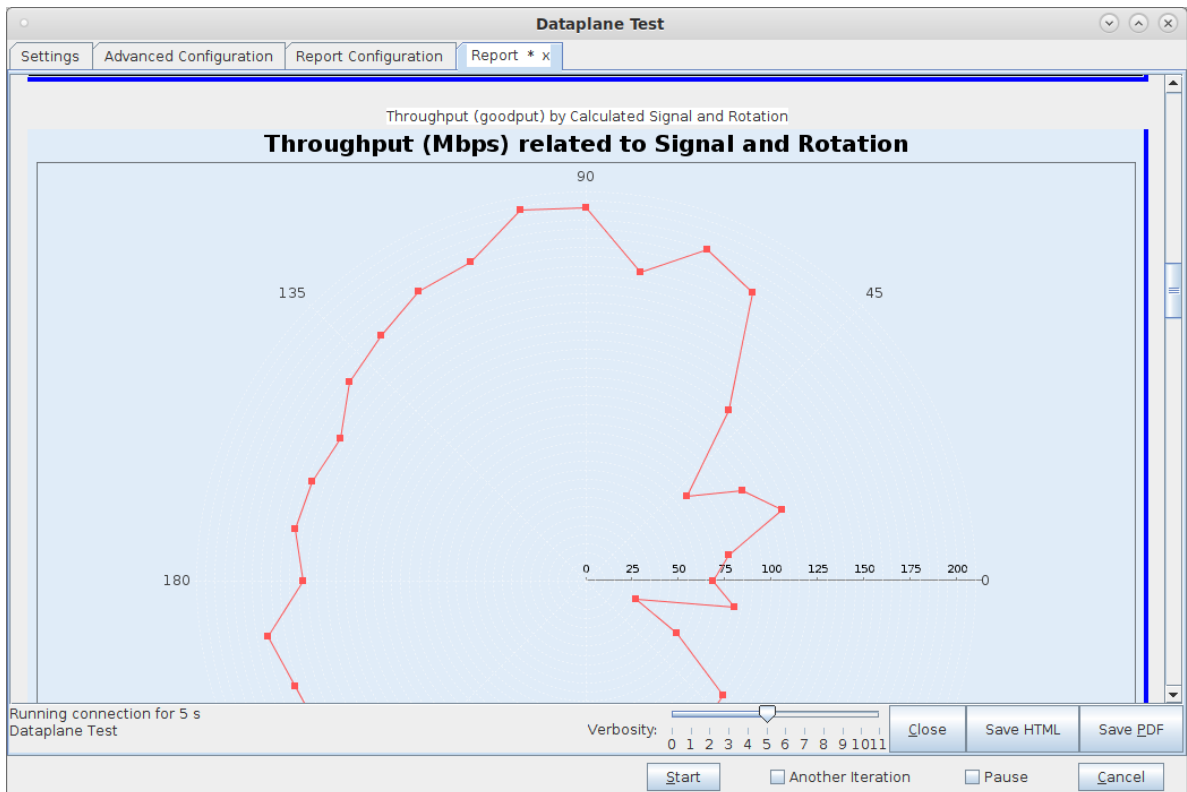 Dataplane Test
Settings Advanced Configuration Report Configuration Report * x
Throughput (goodput) by Calculated Signal and Rotation
Throughput (Mbps) related to Signal and Rotation
90
135 45
180 0 25 50 75 100 125 150 175 200 0
Running connection for 5 s
Dataplane Test
Verbosity: 0 1 2 3 4 5 6 7 8 9 10 11
Close Save HTML Save PDF
Start Another Iteration Pause Cancel